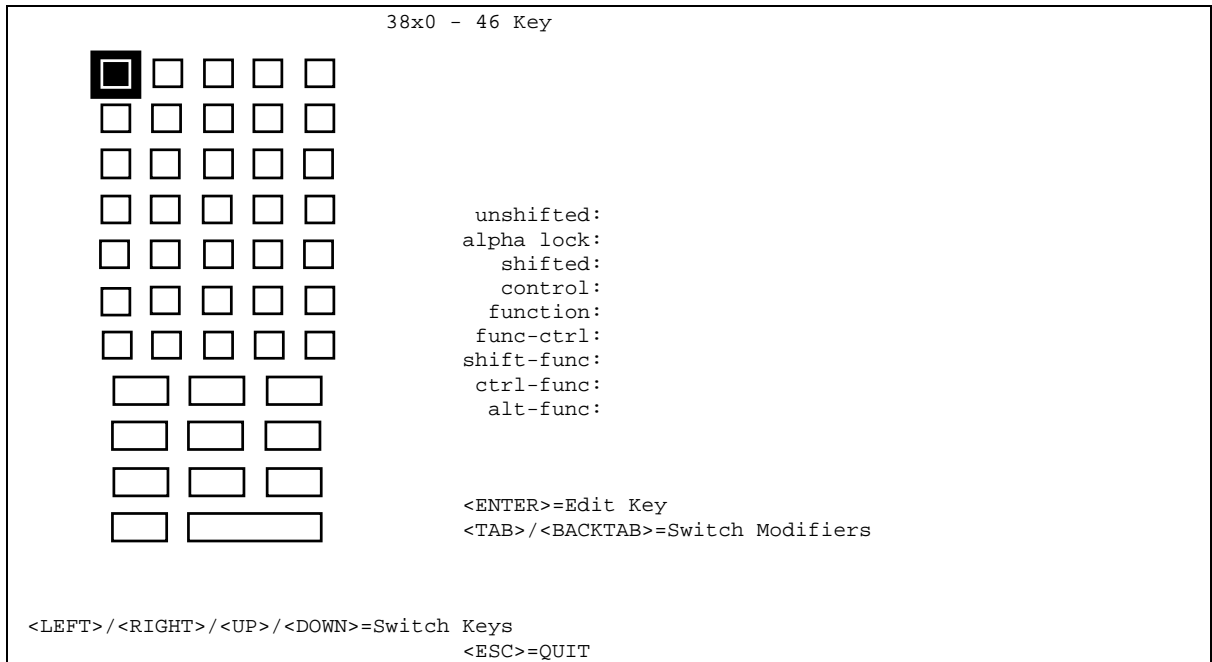 38x0 - 46 Key
unshifted:
alpha lock:
shifted:
control:
function:
func-ctrl:
shift-func:
ctrl-func:
alt-func:
<ENTER>=Edit Key
<TAB>/<BACKTAB>=Switch Modifiers
<LEFT>/<RIGHT>/<UP>/<DOWN>=Switch Keys
<ESC>=QUIT